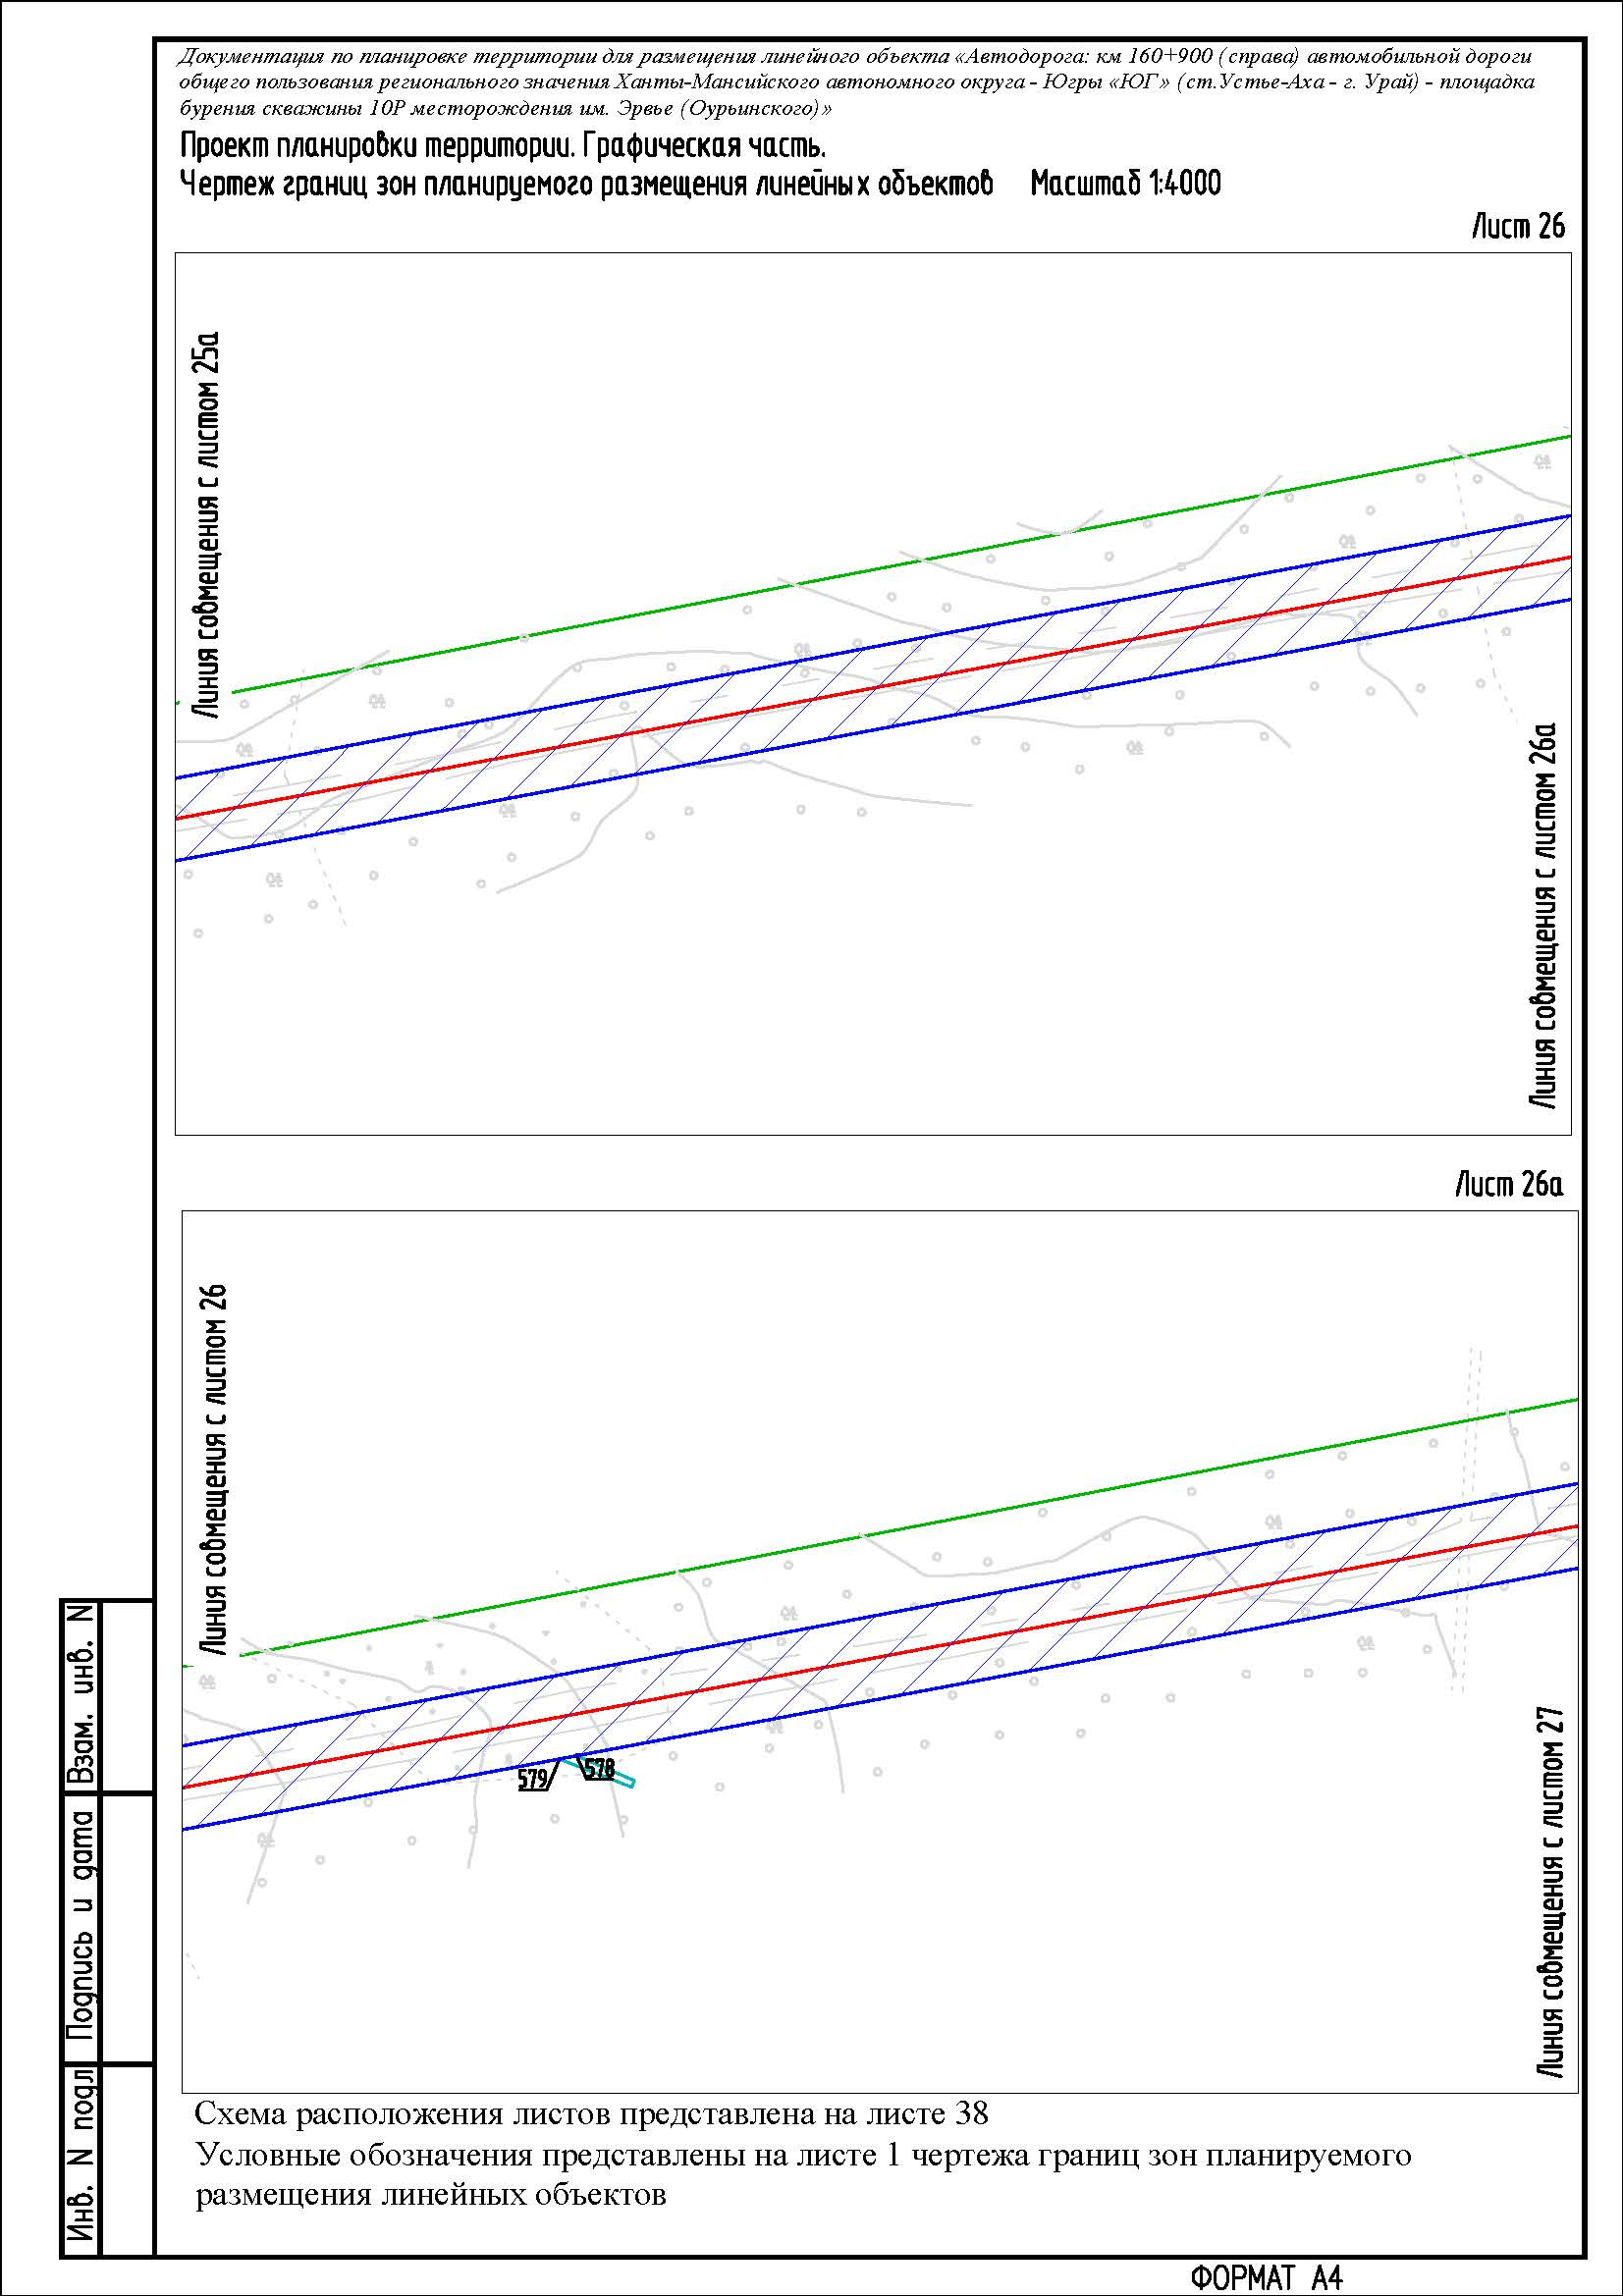 Документация по планировке территории для размещения линейного объекта «Автодорога: км 160+900 (справа) автомобильной дороги
общего пользования регионального значения Ханты-Мансийского автономного округа - Югры «ЮГ» (ст.Устье-Аха - г. Урай) - площадка
бурения скважины 10Р месторождения им. Эрвье (Оурьинского)»
Проект планировки территории. Графическая часть.
Чертеж границ зон планируемого размещения линейных объектов Масштаб 1:4000
Лист 26
Линия совмещения с листом 25а
Линия совмещения с листом 26а
Лист 26а
Линия совмещения с листом 26
579
578
Линия совмещения с листом 27
Взам. инв. N
Подпись и дата
Инв. N подл
Схема расположения листов представлена на листе 38
Условные обозначения представлены на листе 1 чертежа границ зон планируемого
размещения линейных объектов
ФОРМАТ А4